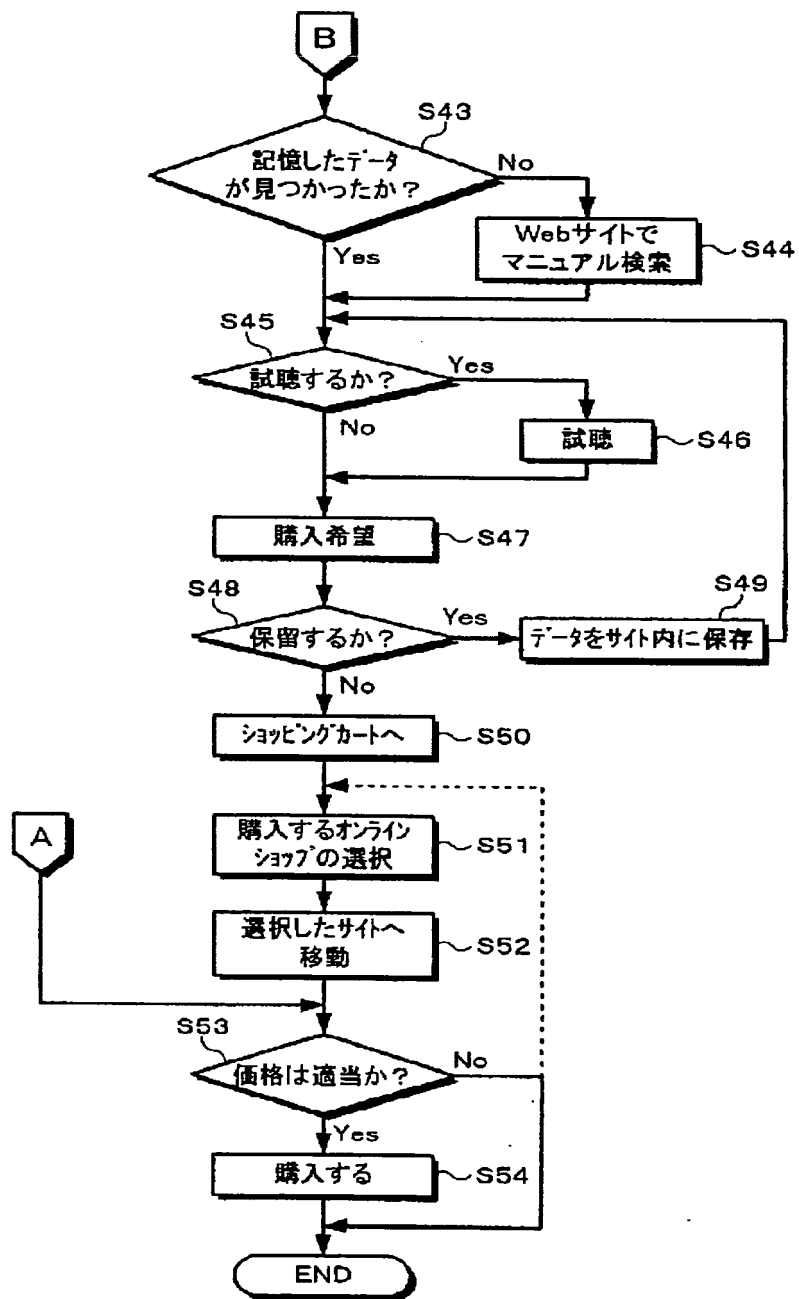 B
S43
記憶したデータ
が見つかったか？
No
Webサイトで
マニュアル検索
S44
Yes
S45
試聴するか？
Yes
No
試聴
S46
購入希望
S47
S48
保留するか？
Yes
S49
データをサイト内に保存
No
ショッピングカートへ
S50
A
購入するオンライン
ショップの選択
S51
選択したサイトへ
移動
S52
S53
価格は適当か？
No
Yes
購入する
S54
END